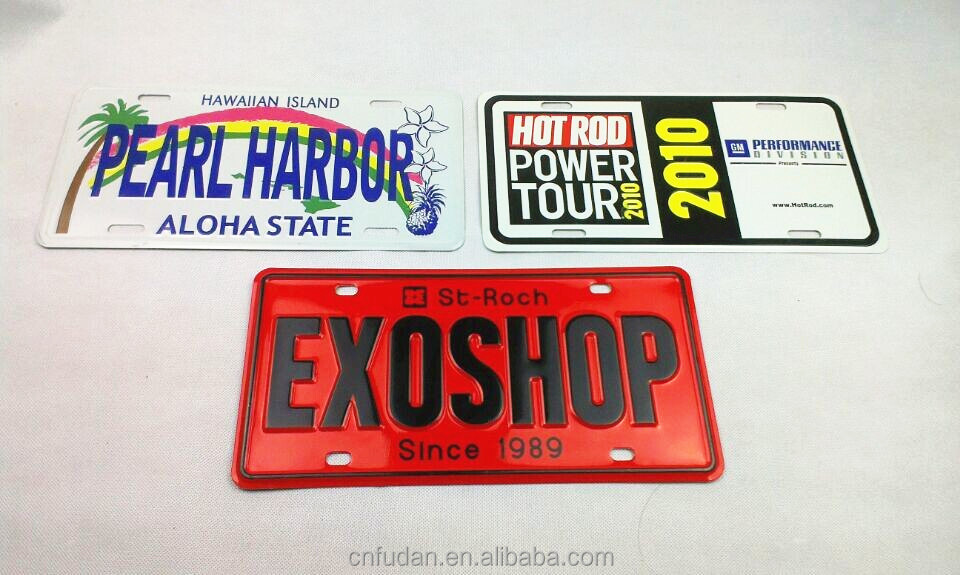 HAWAIIAN ISLAND
PEARL HARBOR
ALOHA STATE
HOT ROD
POWER
TOUR 2010
2010
GM PERFORMANCE
DIVISION
Presents
www.HotRod.com
St-Roch
EXOSHOP
Since 1989
cnfudan.en.alibaba.com